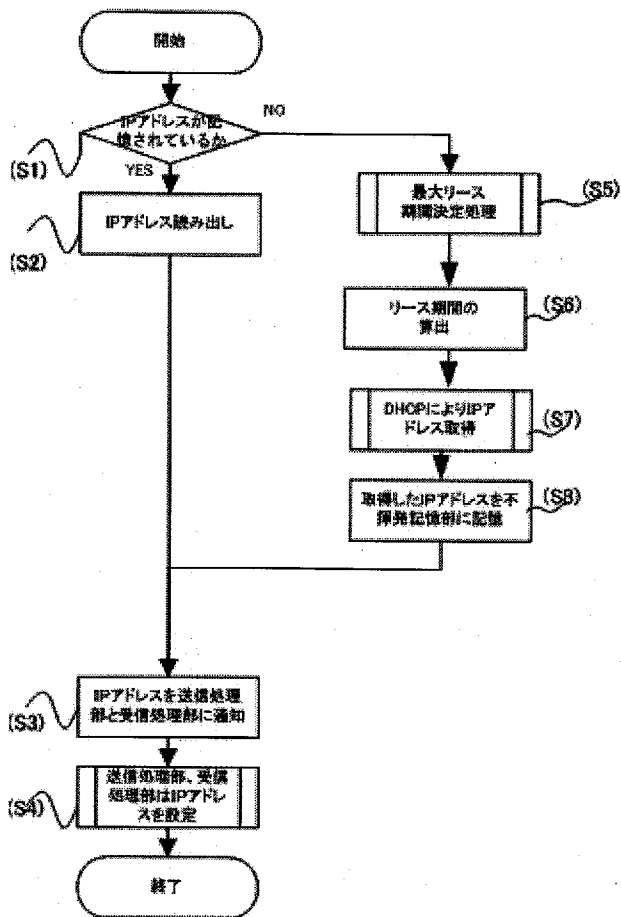 開始
IPアドレスが記
憶されているか
NO
(S1)
YES
IPアドレス読み出し
(S2)
最大リース
期間決定処理
(S5)
リース期間の
算出
(S6)
DHCPによりIPア
ドレス取得
(S7)
取得したIPアドレスを不
揮発記憶部に記憶
(S8)
IPアドレスを送信処理
部と受信処理部に通知
(S3)
送信処理部、受信
処理部はIPアドレ
スを設定
(S4)
終了